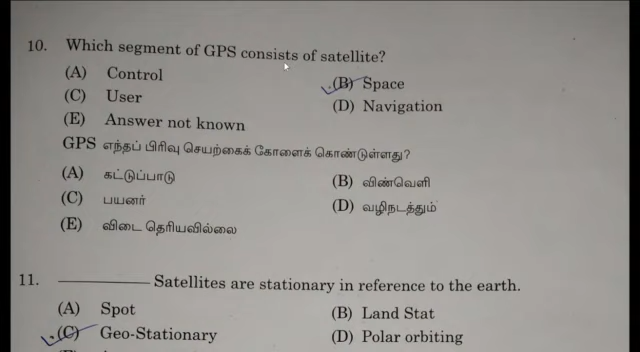 10. Which segment of GPS consists of satellite?
(A) Control (B) Space
(C) User (D) Navigation
(E) Answer not known
GPS எந்தப் பிரிவு செயற்கைக் கோளைக் கொண்டுள்ளது?
(A) கட்டுப்பாடு (B) விண்வெளி
(C) பயனர் (D) வழிநடத்தும்
(E) விடை தெரியவில்லை
11. Satellites are stationary in reference to the earth.
(A) Spot (B) Land Stat
(C) Geo-Stationary (D) Polar orbiting